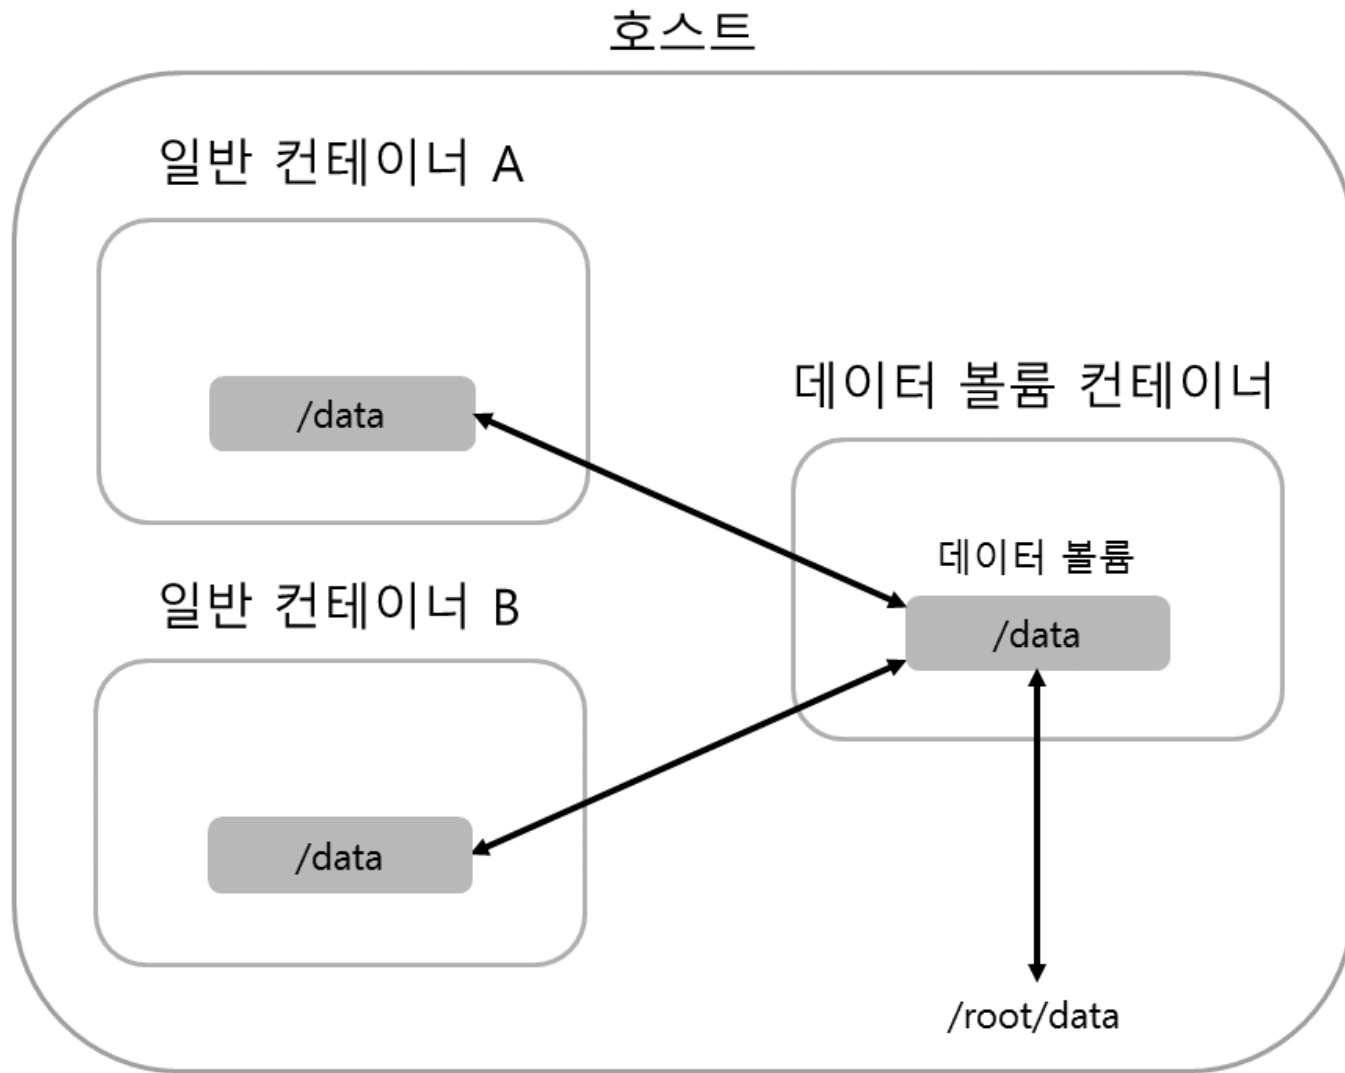 호스트
일반 컨테이너 A
/data
데이터 볼륨 컨테이너
데이터 볼륨
/data
일반 컨테이너 B
/data
/root/data